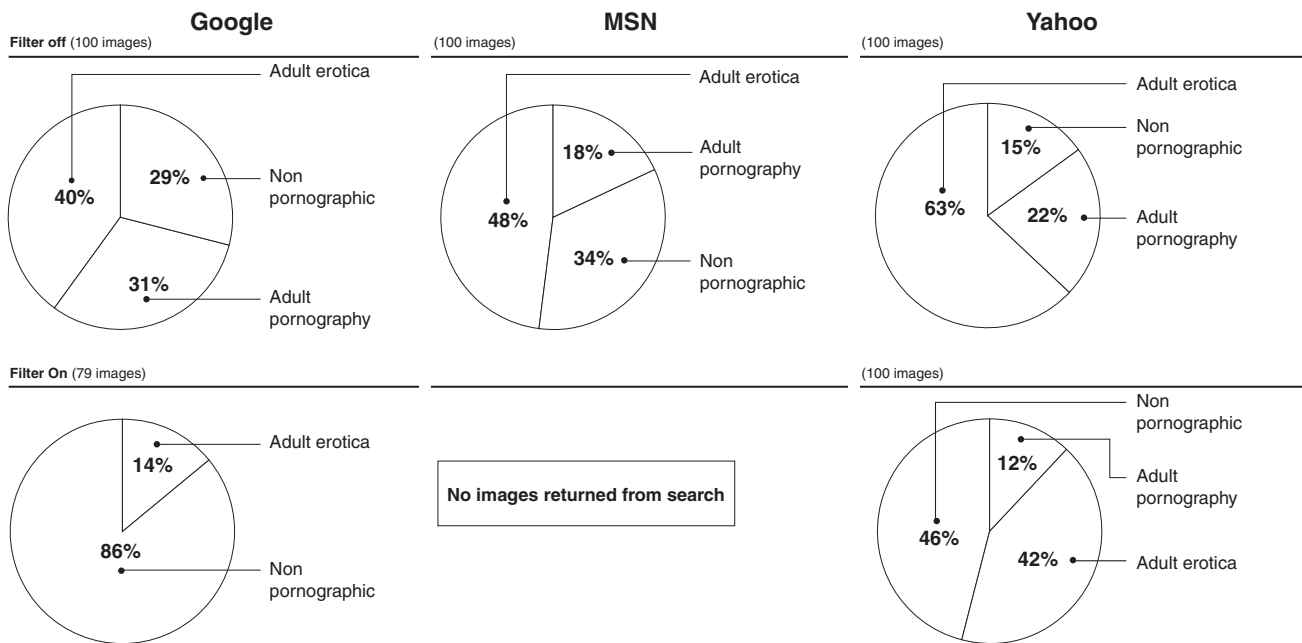 Google
MSN
Yahoo
Filter off (100 images)
(100 images)
(100 images)
Adult erotica
40%
29%
Non
pornographic
31%
Adult
pornography
Adult erotica
18%
Adult
pornography
48%
34%
Non
pornographic
Adult erotica
15%
Non
pornographic
63%
22%
Adult
pornography
Filter On (79 images)
(100 images)
Adult erotica
14%
86%
Non
pornographic
No images returned from search
Non
pornographic
12%
Adult
pornography
46%
42%
Adult erotica